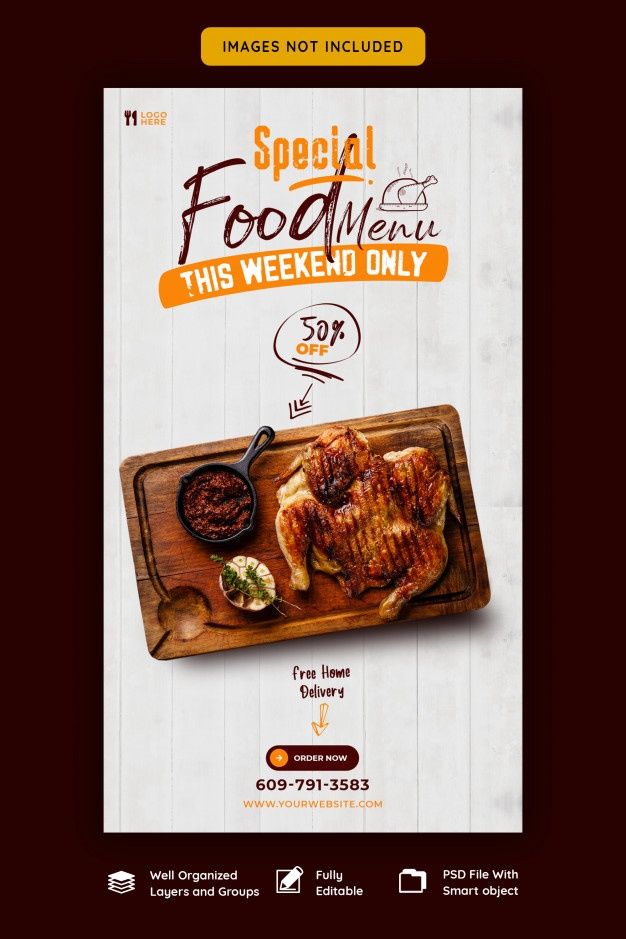 IMAGES NOT INCLUDED
LOGO
HERE
Special
Food Menu
THIS WEEKEND ONLY
50%
OFF
free Home
Delivery
ORDER NOW
609-791-3583
WWW.YOURWEBSITE.COM
Well Organized
Layers and Groups
Fully
Editable
PSD File With
Smart object